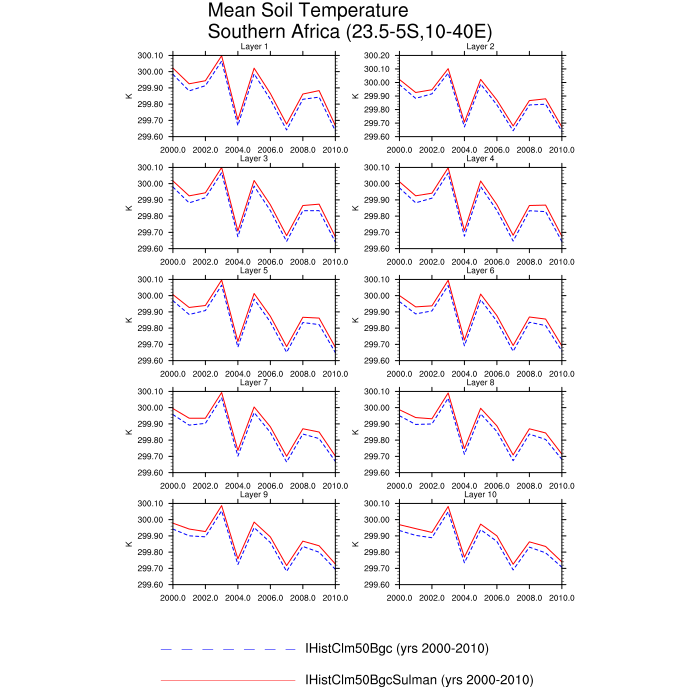 Mean Soil Temperature
Southern Africa (23.5-5S,10-40E)
Layer 1
300.10
300.00
299.90
299.80
299.70
299.60
K
2000.0 2002.0 2004.0 2006.0 2008.0 2010.0
Layer 2
300.20
300.10
300.00
299.90
299.80
299.70
299.60
K
2000.0 2002.0 2004.0 2006.0 2008.0 2010.0
Layer 3
300.10
300.00
299.90
299.80
299.70
299.60
K
2000.0 2002.0 2004.0 2006.0 2008.0 2010.0
Layer 4
300.10
300.00
299.90
299.80
299.70
299.60
K
2000.0 2002.0 2004.0 2006.0 2008.0 2010.0
Layer 5
300.10
300.00
299.90
299.80
299.70
299.60
K
2000.0 2002.0 2004.0 2006.0 2008.0 2010.0
Layer 6
300.10
300.00
299.90
299.80
299.70
299.60
K
2000.0 2002.0 2004.0 2006.0 2008.0 2010.0
Layer 7
300.10
300.00
299.90
299.80
299.70
299.60
K
2000.0 2002.0 2004.0 2006.0 2008.0 2010.0
Layer 8
300.10
300.00
299.90
299.80
299.70
299.60
K
2000.0 2002.0 2004.0 2006.0 2008.0 2010.0
Layer 9
300.10
300.00
299.90
299.80
299.70
299.60
K
2000.0 2002.0 2004.0 2006.0 2008.0 2010.0
Layer 10
300.10
300.00
299.90
299.80
299.70
299.60
K
2000.0 2002.0 2004.0 2006.0 2008.0 2010.0
IHistClm50Bgc (yrs 2000-2010)
IHistClm50BgcSulman (yrs 2000-2010)